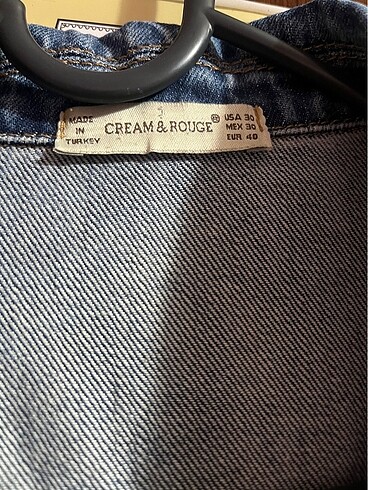 MADE
IN
TURKEY
CREAM & ROUGE®
USA 30
MEX 30
EUR 40